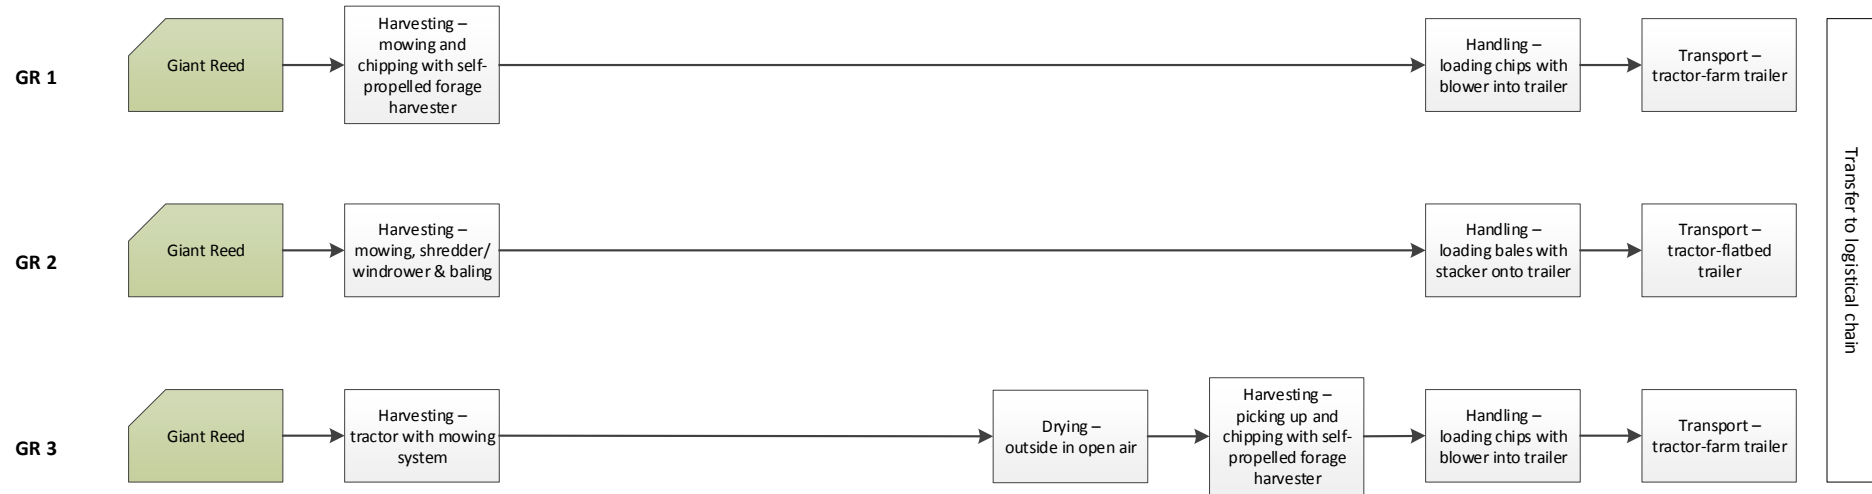 GR 1
Giant Reed
Harvesting –
mowing and
chipping with self-
propelled forage
harvester
Handling –
loading chips with
blower into trailer
Transport –
tractor-farm trailer
GR 2
Giant Reed
Harvesting –
mowing, shredder/
windrower & baling
Handling –
loading bales with
stacker onto trailer
Transport –
tractor-flatbed
trailer
GR 3
Giant Reed
Harvesting –
tractor with mowing
system
Drying –
outside in open air
Harvesting –
picking up and
chipping with self-
propelled forage
harvester
Handling –
loading chips with
blower into trailer
Transport –
tractor-farm trailer
Transfer to logistical chain